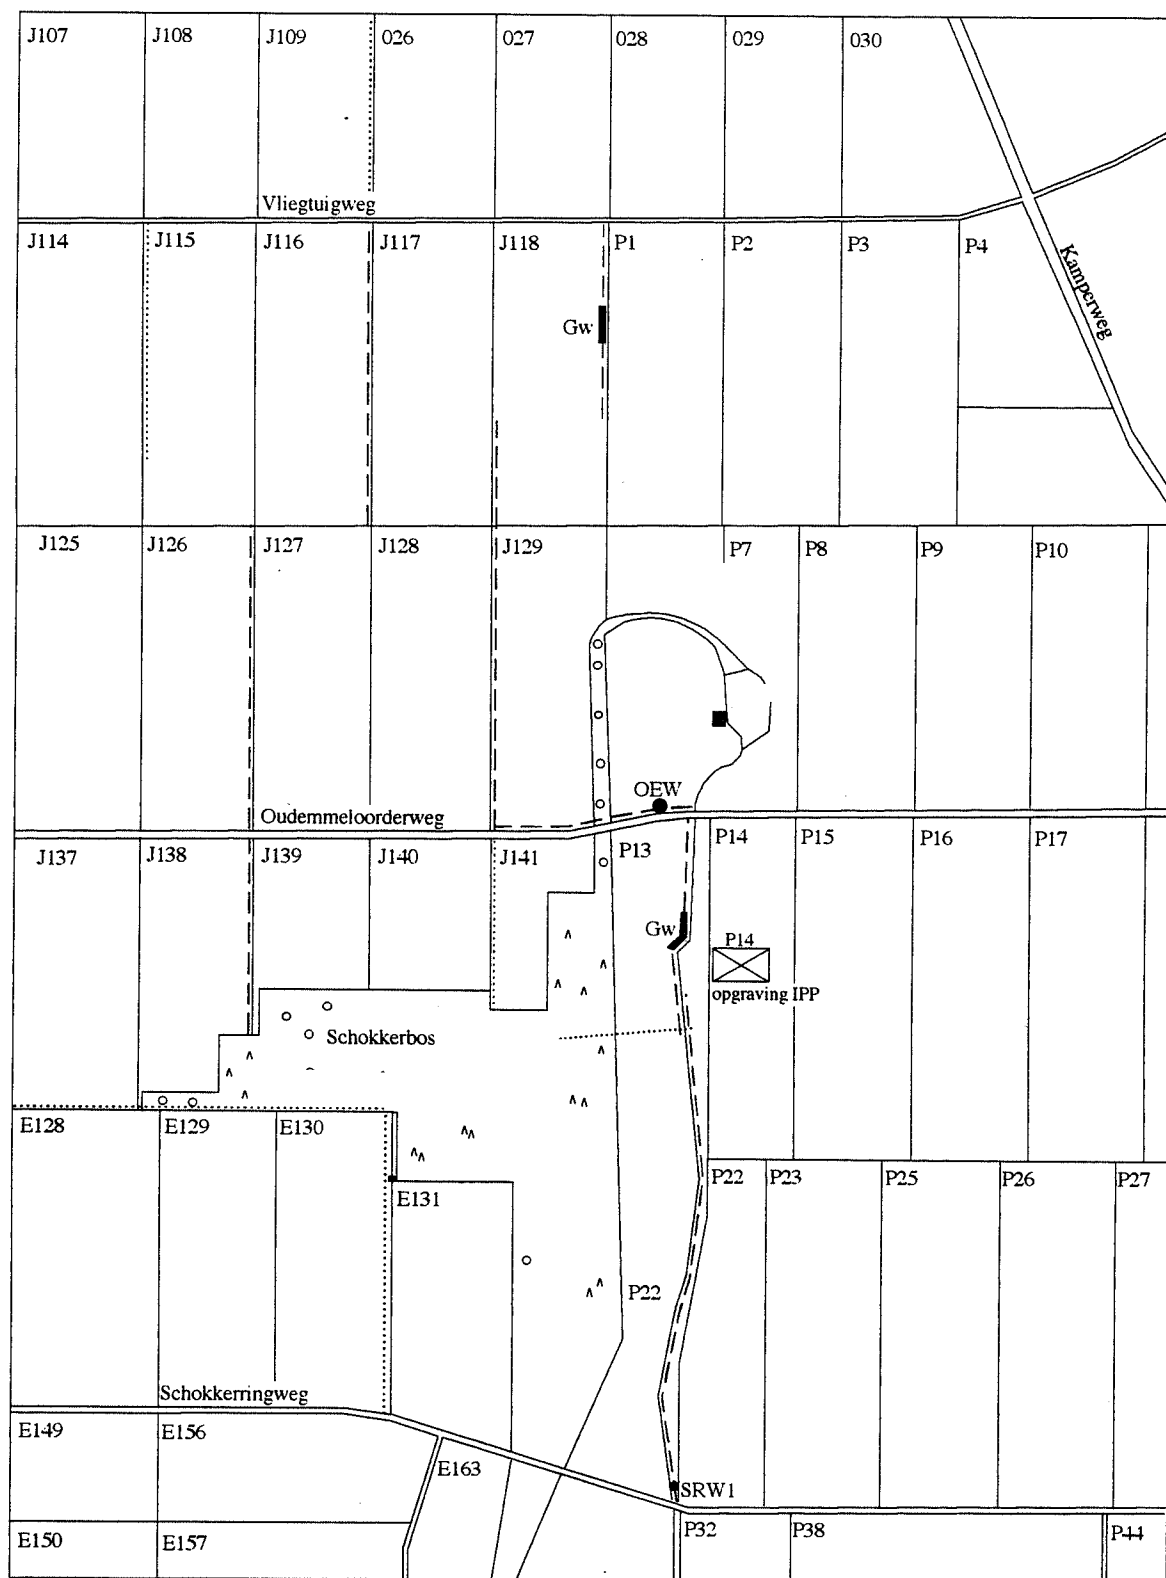 J107 J108 J109 026 027 028 029 030
Vliegtuigweg
J114 J115 J116 J117 J118 P1 P2 P3 P4
Kamperweg
Gw
J125 J126 J127 J128 J129 P7 P8 P9 P10
OEW
Oudemmeloorderweg
J137 J138 J139 J140 J141 P13 P14 P15 P16 P17
Gw
P14
opgraving IPP
Schokkerbos
E128 E129 E130
E131 P22 P23 P25 P26 P27
P22
Schokkerringweg
E149 E156
E163
SRW1
E150 E157 P32 P38 P44